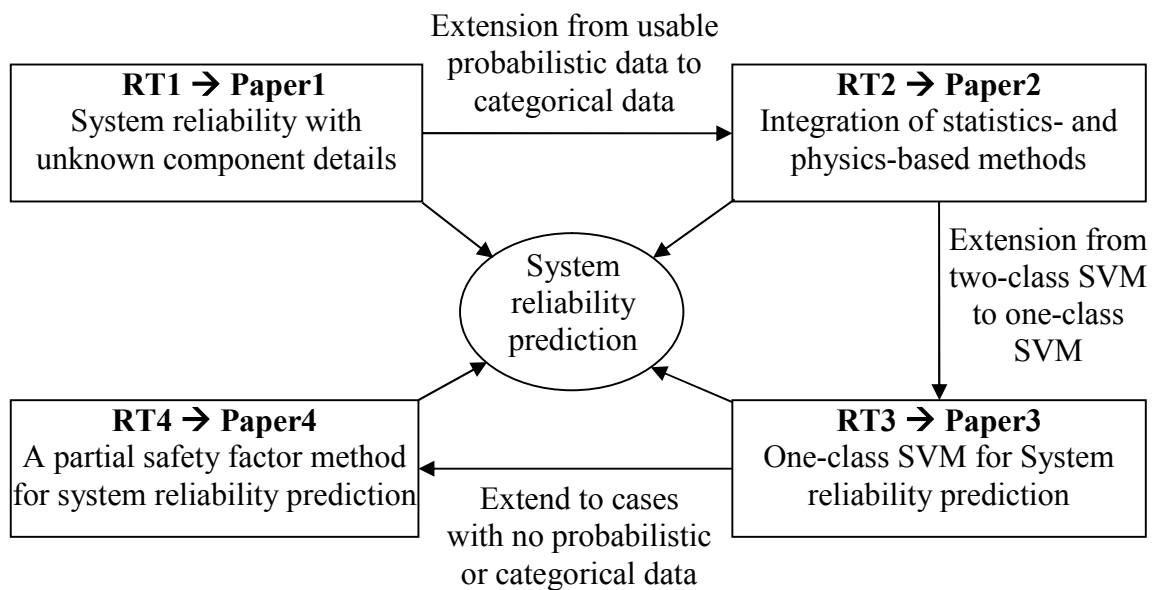 Extension from usable
probabilistic data to
categorical data
RT1 → Paper1
System reliability with
unknown component details
RT2 → Paper2
Integration of statistics- and
physics-based methods
Extension from
two-class SVM
to one-class
SVM
System
reliability
prediction
RT4 → Paper4
A partial safety factor method
for system reliability prediction
RT3 → Paper3
One-class SVM for System
reliability prediction
Extend to cases
with no probabilistic
or categorical data